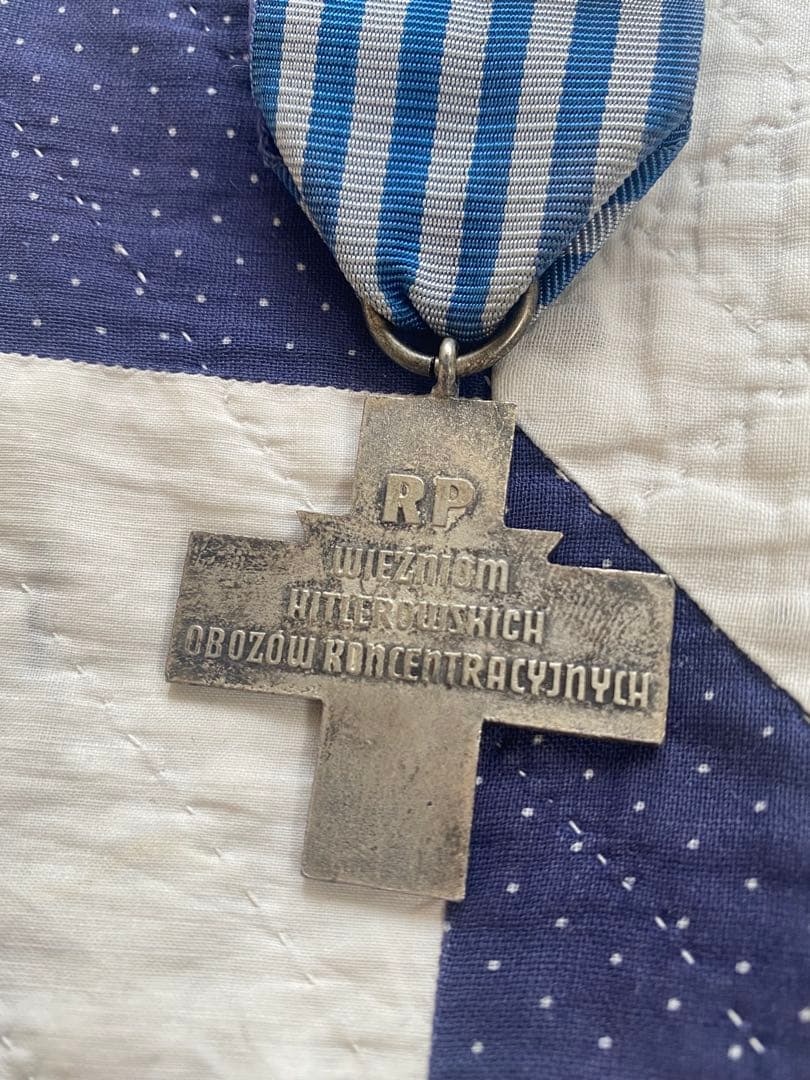 RP
WIĘŹNIOM
HITLEROWSKICH
OBOZÓW KONCENTRACYJNYCH